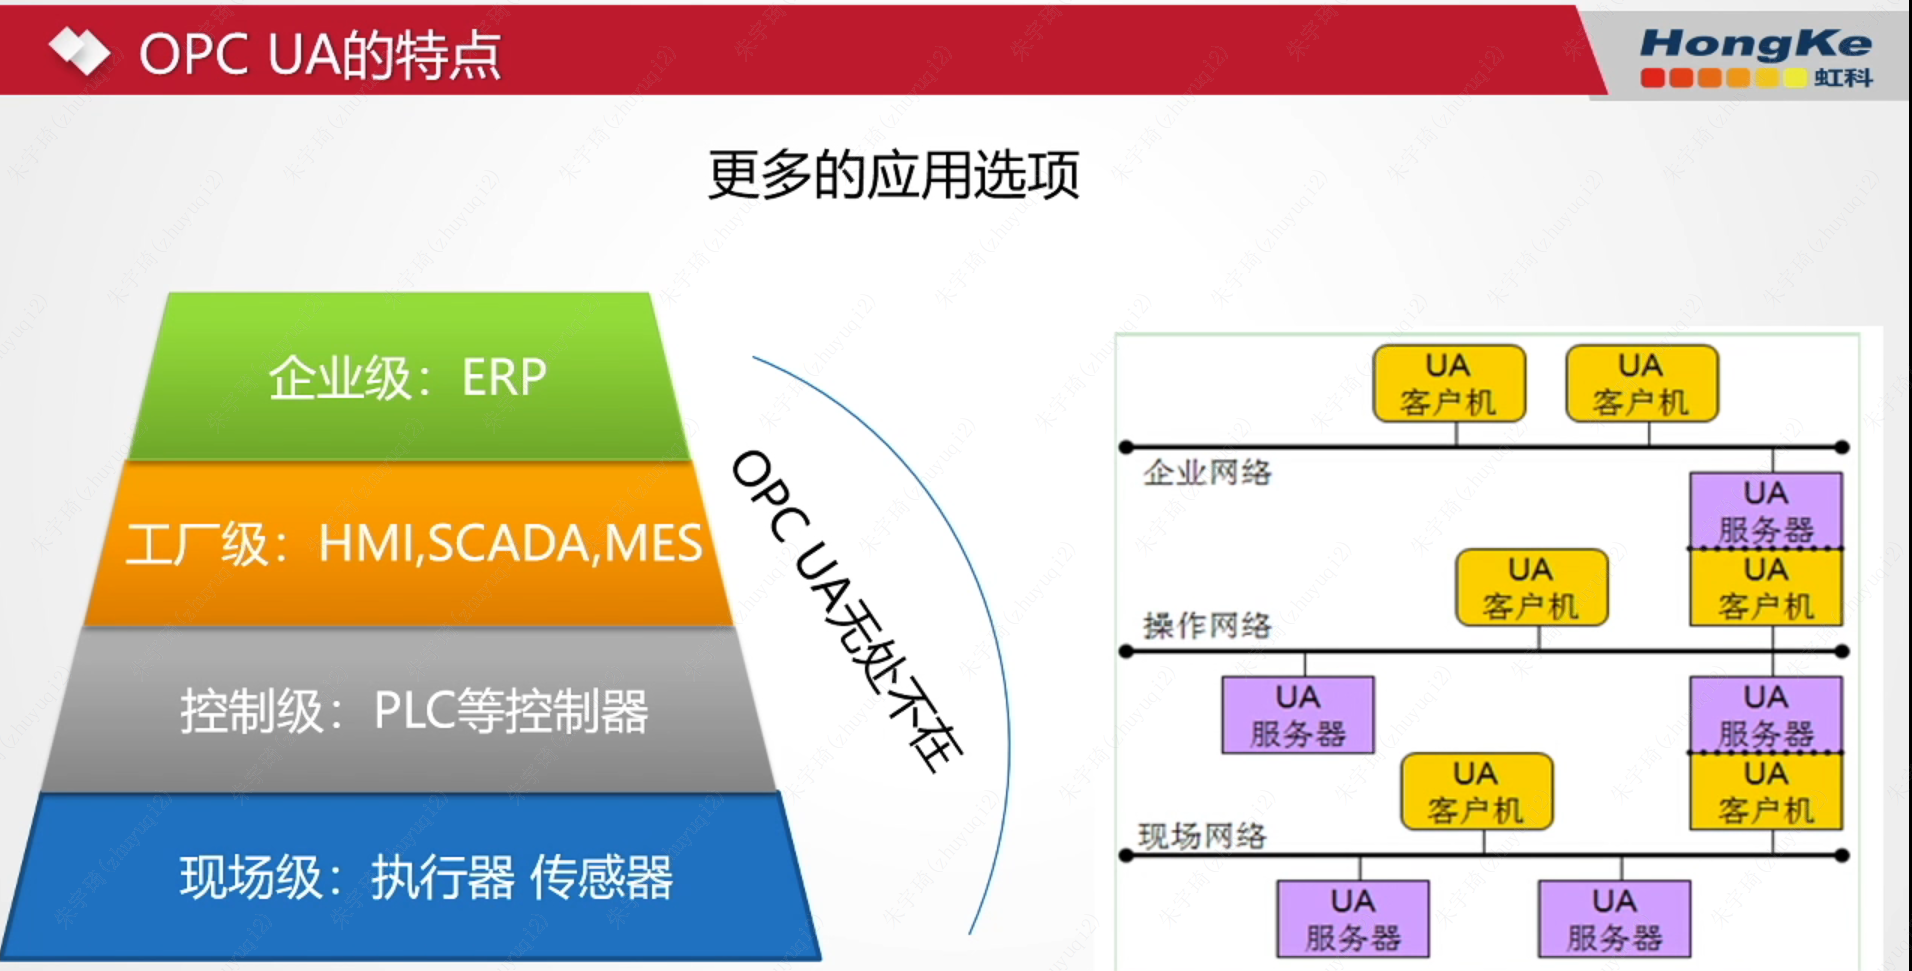 OPC UA的特点
HongKe
虹科
更多的应用选项
企业级：ERP
工厂级：HMI,SCADA,MES
控制级：PLC等控制器
现场级：执行器 传感器
OPC UA无处不在
UA
客户机
UA
客户机
企业网络
UA
服务器
UA
客户机
UA
客户机
操作网络
UA
服务器
UA
服务器
UA
客户机
UA
客户机
现场网络
UA
服务器
UA
服务器
朱宇琦(zhuyuqi2)